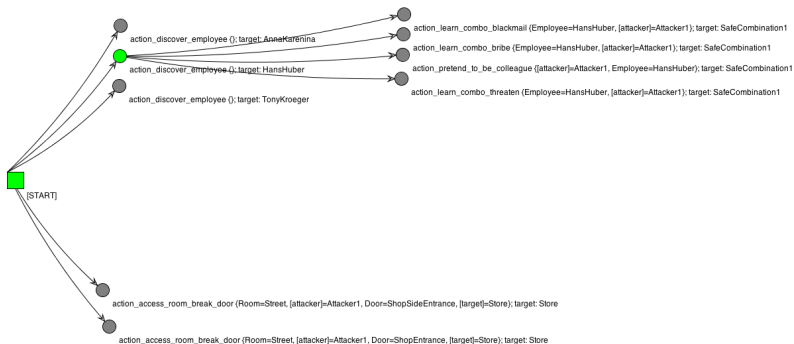 action_discover_employee {}; target: AnnaKarenina
action_learn_combo_blackmail {Employee=HansHuber, [attacker]=Attacker1}; target: SafeCombination1
action_learn_combo_bribe {Employee=HansHuber, [attacker]=Attacker1}; target: SafeCombination1
action_discover_employee {}; target: HansHuber
action_pretend_to_be_colleague {[attacker]=Attacker1, Employee=HansHuber}; target: SafeCombination1
action_discover_employee {}; target: TonyKroeger
action_learn_combo_threaten {Employee=HansHuber, [attacker]=Attacker1}; target: SafeCombination1
[START]
action_access_room_break_door {Room=Street, [attacker]=Attacker1, Door=ShopSideEntrance, [target]=Store}; target: Store
action_access_room_break_door {Room=Street, [attacker]=Attacker1, Door=ShopEntrance, [target]=Store}; target: Store